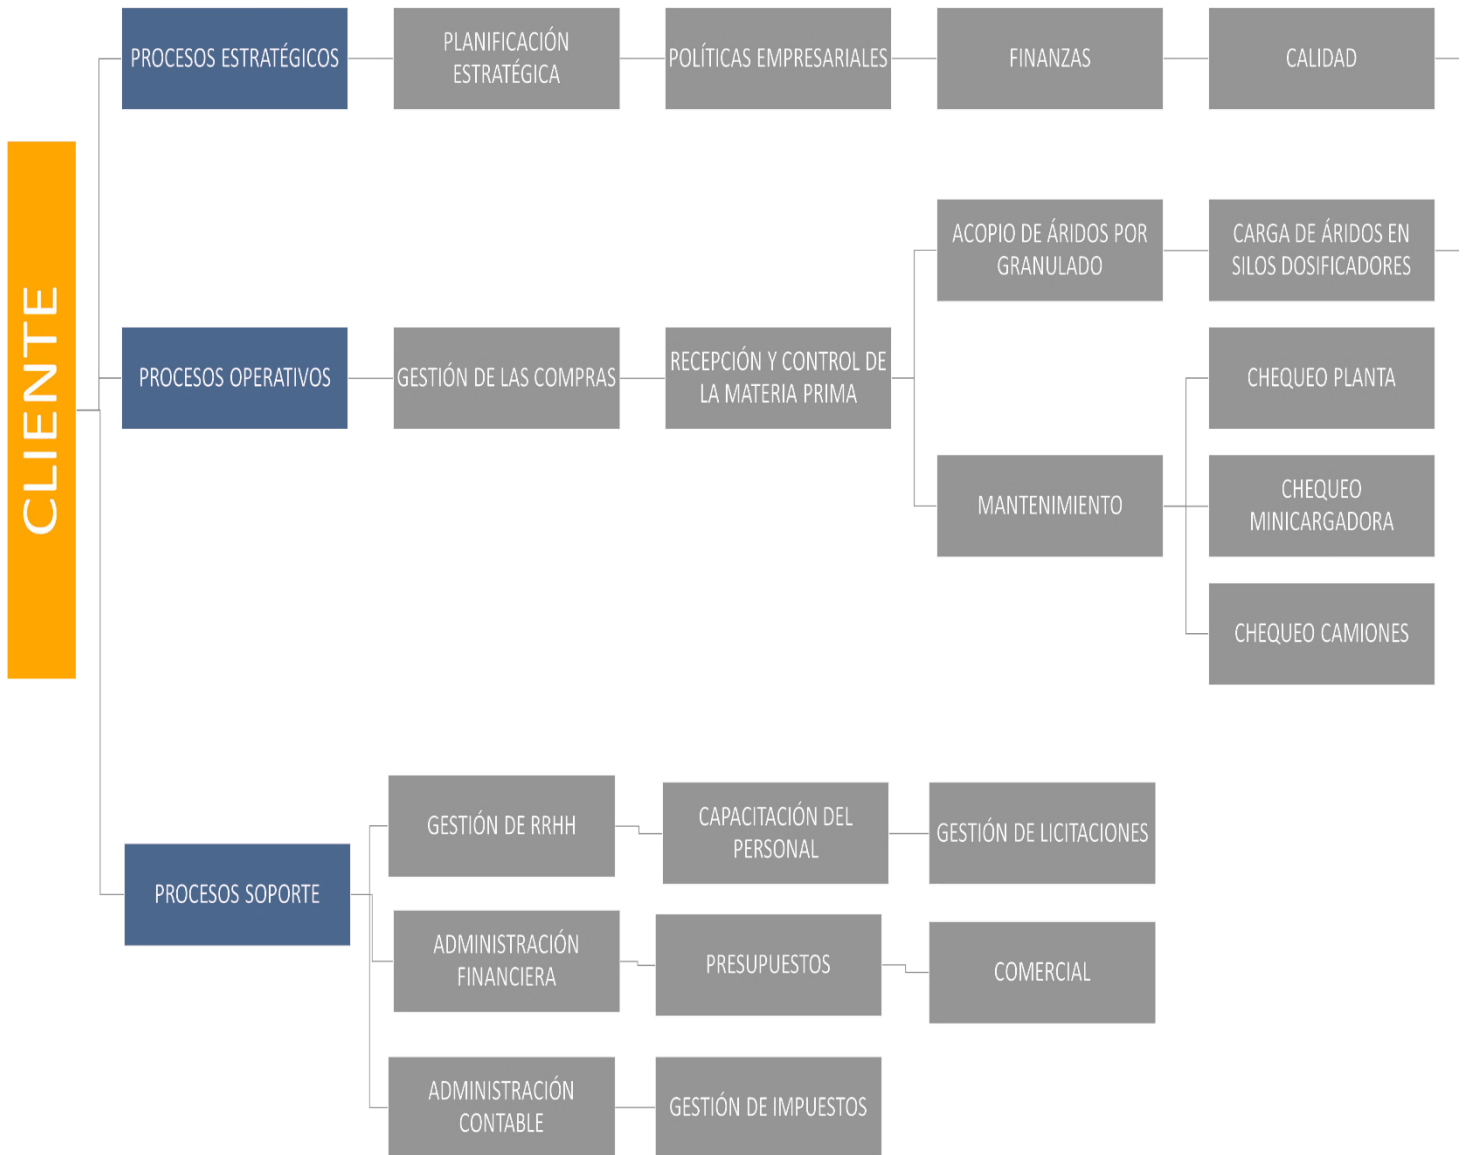 CLIENTE
PROCESOS ESTRATÉGICOS
PLANIFICACIÓN
ESTRATÉGICA
POLÍTICAS EMPRESARIALES
FINANZAS
CALIDAD
PROCESOS OPERATIVOS
GESTIÓN DE LAS COMPRAS
RECEPCIÓN Y CONTROL DE
LA MATERIA PRIMA
ACOPIO DE ÁRIDOS POR
GRANULADO
CARGA DE ÁRIDOS EN
SILOS DOSIFICADORES
MANTENIMIENTO
CHEQUEO PLANTA
CHEQUEO
MINICARGADORA
CHEQUEO CAMIONES
PROCESOS SOPORTE
GESTIÓN DE RRHH
CAPACITACIÓN DEL
PERSONAL
GESTIÓN DE LICITACIONES
ADMINISTRACIÓN
FINANCIERA
PRESUPUESTOS
COMERCIAL
ADMINISTRACIÓN
CONTABLE
GESTIÓN DE IMPUESTOS